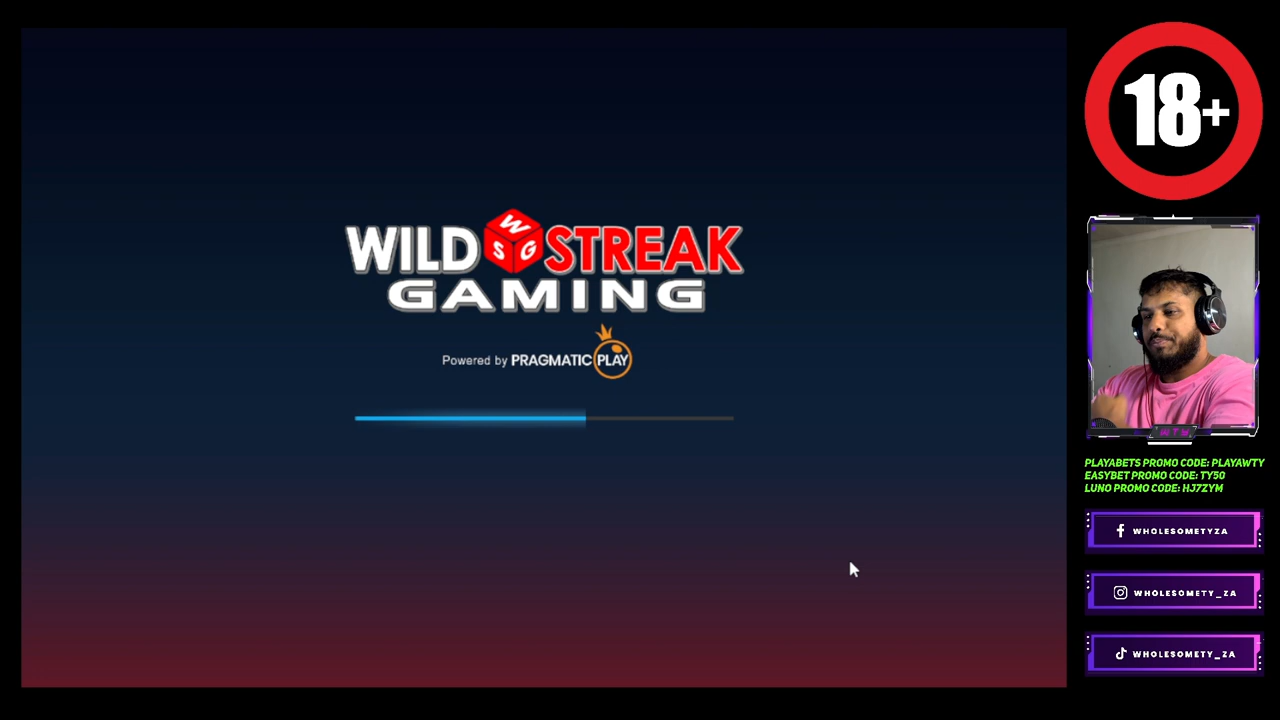 WILD
WSG
STREAK
GAMING
Powered by PRAGMATIC PLAY
18+
WTM
PLAYABETS PROMO CODE: PLAYAWTY
EASYBET PROMO CODE: TY50
LUNO PROMO CODE: HJ7ZYM
WHOLESOMETYZA
WHOLESOMETY_ZA
WHOLESOMETY_ZA